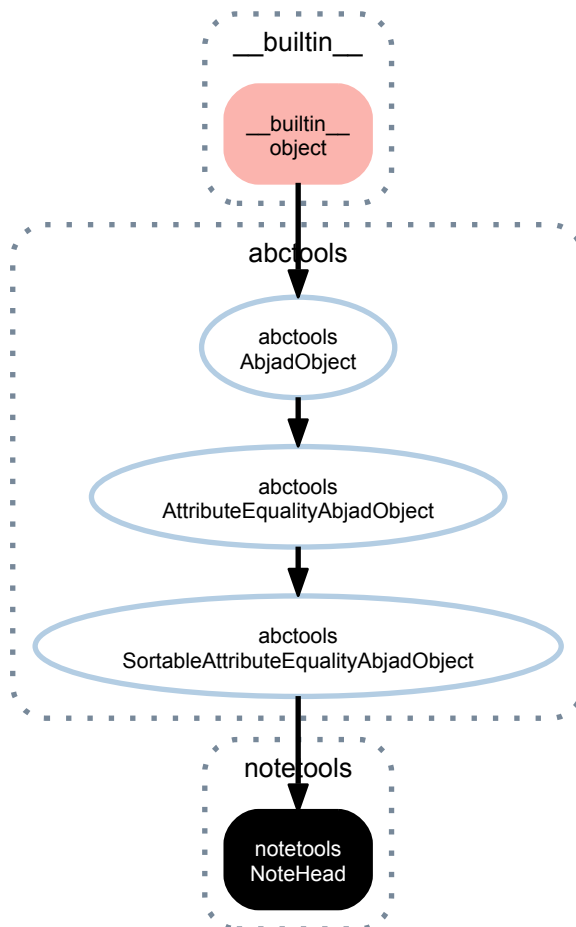 __builtin__
__builtin__
object
abctools
abctools
AbjadObject
abctools
AttributeEqualityAbjadObject
abctools
SortableAttributeEqualityAbjadObject
notetools
notetools
NoteHead